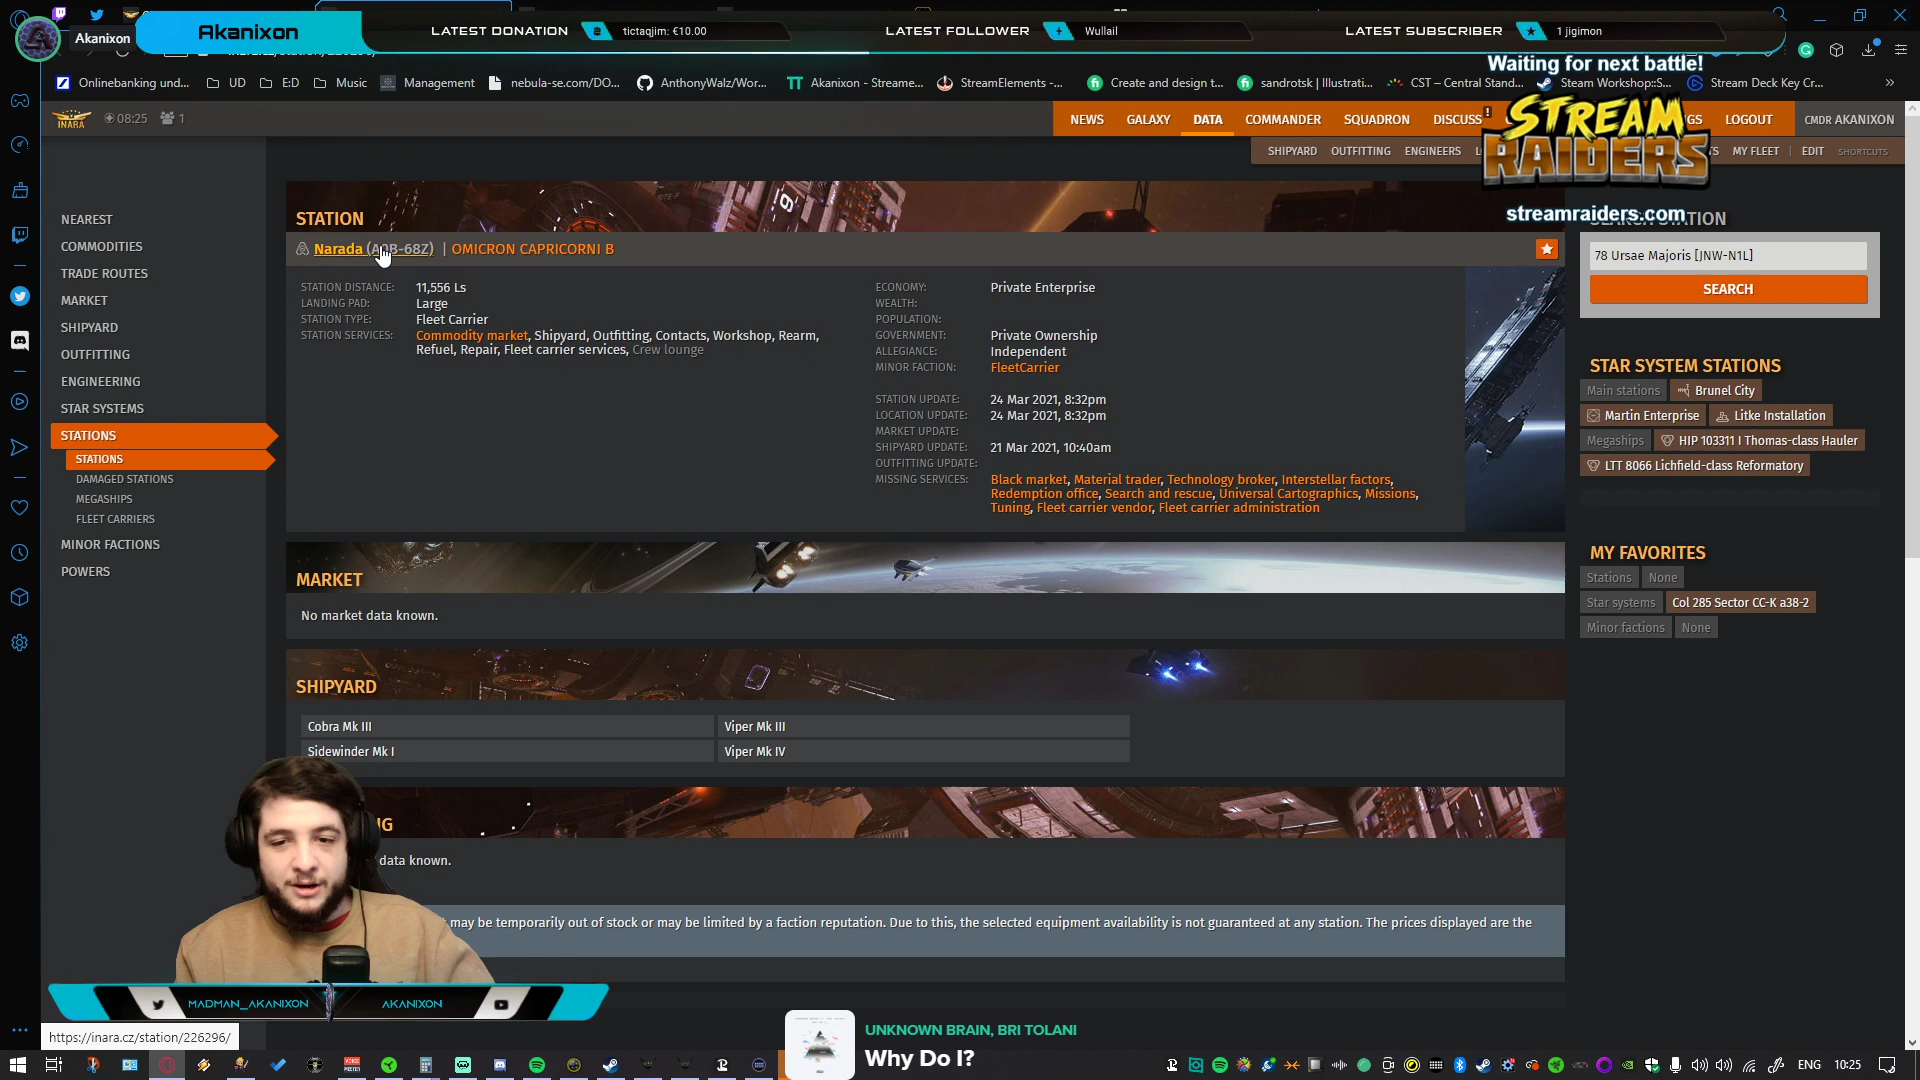 Akanixon
Akanixon
LATEST DONATION
tictaqjim: €10.00
LATEST FOLLOWER
Wullail
LATEST SUBSCRIBER
1 jigimon
Waiting for next battle!
Onlinebanking und...
UD
E:D
Music
Management
nebula-se.com/DO...
AnthonyWalz/Wor...
Akanixon - Streame...
StreamElements -...
Create and design t...
sandrotsk | Illustrati...
CST – Central Stand...
Steam Workshop::S...
Stream Deck Key Cr...
»
INARA
08:25
1
NEWS
GALAXY
DATA
COMMANDER
SQUADRON
DISCUSS
LOGOUT
CMDR AKANIXON
SHIPYARD
OUTFITTING
ENGINEERS
MY FLEET
EDIT
SHORTCUTS
STREAM
RAIDERS
streamraiders.com
NEAREST
COMMODITIES
TRADE ROUTES
MARKET
SHIPYARD
OUTFITTING
ENGINEERING
STAR SYSTEMS
STATIONS
STATIONS
DAMAGED STATIONS
MEGASHIPS
FLEET CARRIERS
MINOR FACTIONS
POWERS
STATION
Narada | OMICRON CAPRICORNI B
STATION DISTANCE: 11,556 Ls
LANDING PAD: Large
STATION TYPE: Fleet Carrier
STATION SERVICES: Commodity market, Shipyard, Outfitting, Contacts, Workshop, Rearm,
Refuel, Repair, Fleet carrier services, Crew lounge
ECONOMY: Private Enterprise
WEALTH:
POPULATION:
GOVERNMENT: Private Ownership
ALLEGIANCE: Independent
MINOR FACTION: FleetCarrier
STATION UPDATE: 24 Mar 2021, 8:32pm
LOCATION UPDATE: 24 Mar 2021, 8:32pm
MARKET UPDATE:
SHIPYARD UPDATE: 21 Mar 2021, 10:40am
OUTFITTING UPDATE:
MISSING SERVICES: Black market, Material trader, Technology broker, Interstellar factors,
Redemption office, Search and rescue, Universal Cartographics, Missions,
Tuning, Fleet carrier vendor, Fleet carrier administration
MARKET
No market data known.
SHIPYARD
Cobra Mk III
Viper Mk III
Sidewinder Mk I
Viper Mk IV
data known.
may be temporarily out of stock or may be limited by a faction reputation. Due to this, the selected equipment availability is not guaranteed at any station. The prices displayed are the
STATION
78 Ursae Majoris [JNW-N1L]
SEARCH
STAR SYSTEM STATIONS
Main stations
Brunel City
Martin Enterprise
Litke Installation
Megaships
HIP 103311 I Thomas-class Hauler
LTT 8066 Lichfield-class Reformatory
MY FAVORITES
Stations
None
Star systems
Col 285 Sector CC-K a38-2
Minor factions
None
MADMAN_AKANIXON
AKANIXON
https://inara.cz/station/226296/
UNKNOWN BRAIN, BRI TOLANI
Why Do I?
ENG
10:25